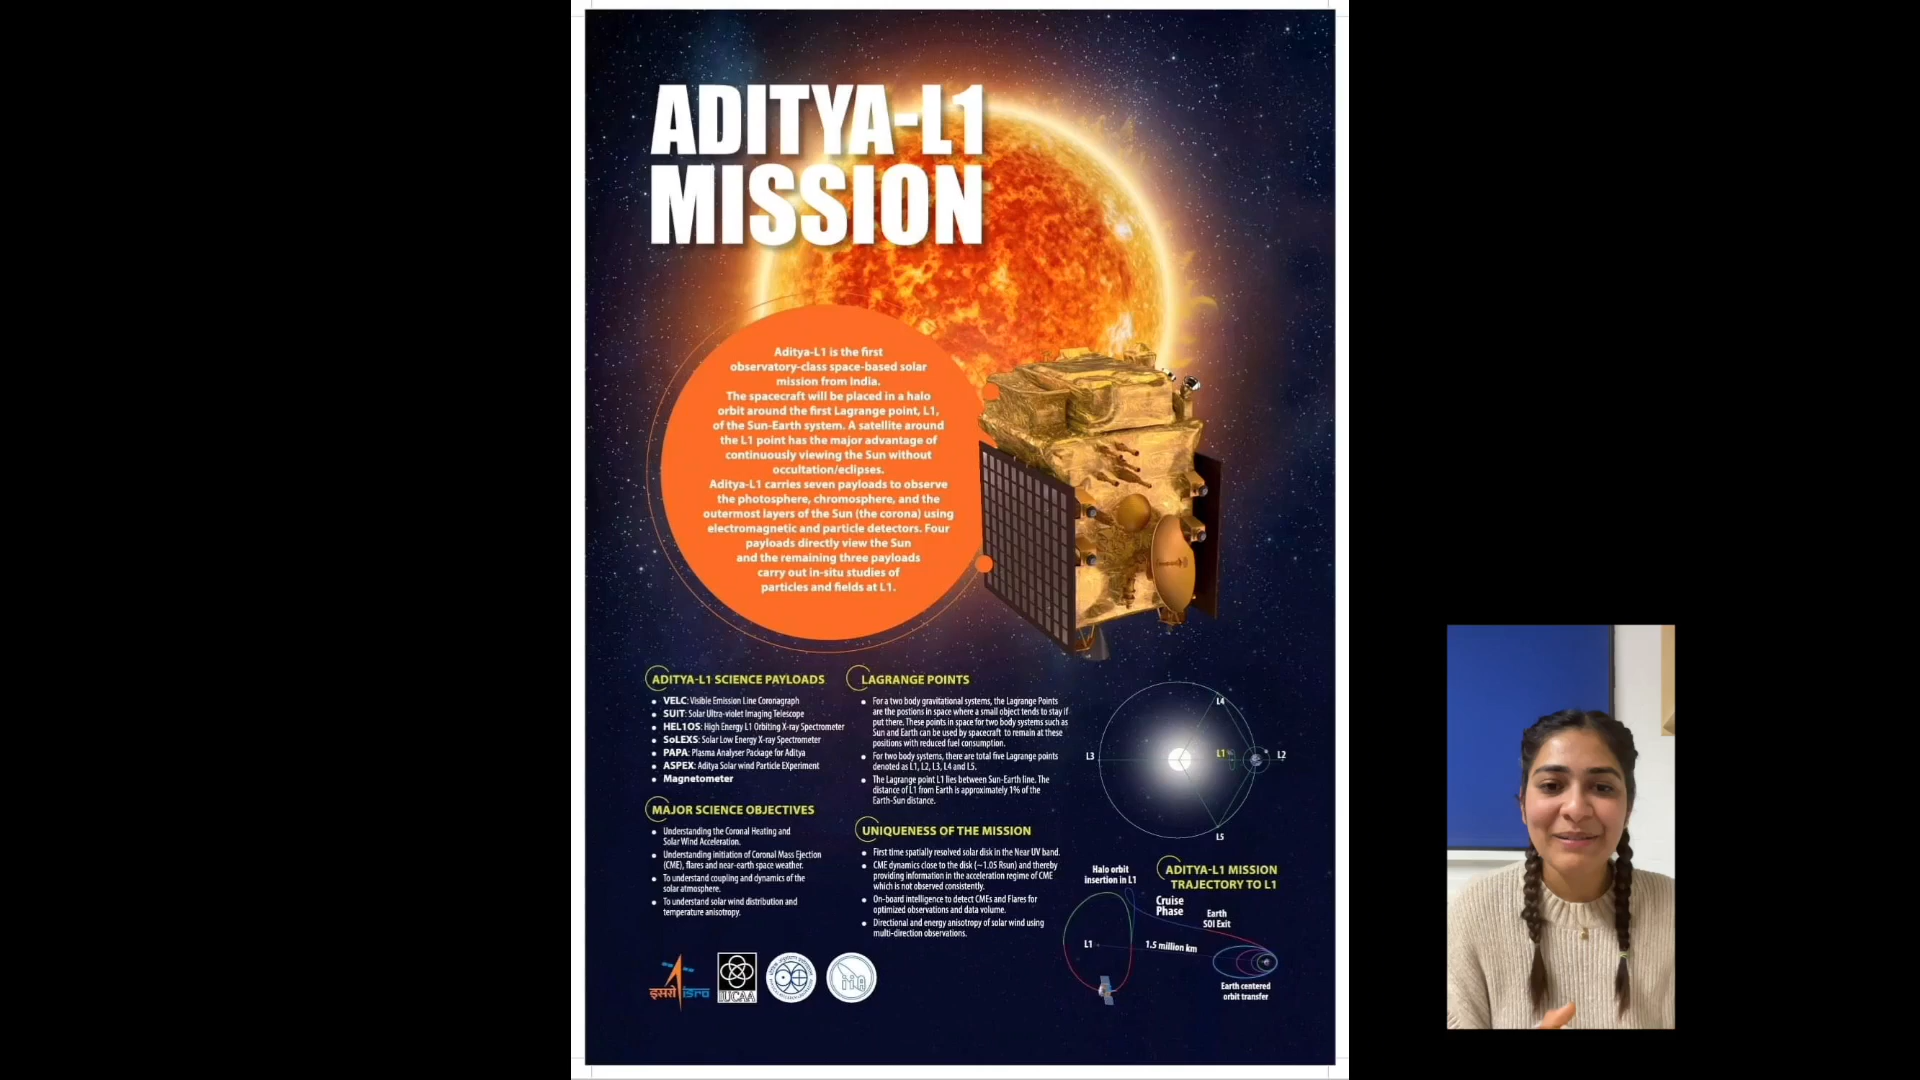 ADITYA-L1
MISSION
Aditya-L1 is the first
observatory-class space-based solar
mission from India.
The spacecraft will be placed in a halo
orbit around the first Lagrange point, L1,
of the Sun-Earth system. A satellite around
the L1 point has the major advantage of
continuously viewing the Sun without
occultation/eclipses.
Aditya-L1 carries seven payloads to observe
the photosphere, chromosphere, and the
outermost layers of the Sun (the corona) using
electromagnetic and particle detectors. Four
payloads directly view the Sun
and the remaining three payloads
carry out in-situ studies of
particles and fields at L1.
ADITYA-L1 SCIENCE PAYLOADS
• VELC: Visible Emission Line Coronagraph
• SUIT: Solar Ultra-violet Imaging Telescope
• HEL1OS: High Energy L1 Orbiting X-ray Spectrometer
• SoLEXS: Solar Low Energy X-ray Spectrometer
• PAPA: Plasma Analyser Package for Aditya
• ASPEX: Aditya Solar wind Particle EXperiment
• Magnetometer
MAJOR SCIENCE OBJECTIVES
• Understanding the Coronal Heating and
Solar Wind Acceleration.
• Understanding initiation of Coronal Mass Ejection
(CME), flares and near-earth space weather.
• To understand coupling and dynamics of the
solar atmosphere.
• To understand solar wind distribution and
temperature anisotropy.
LAGRANGE POINTS
• For a two body gravitational systems, the Lagrange Points
are the postions in space where a small object tends to stay if
put there. These points in space for two body systems such as
Sun and Earth can be used by spacecraft to remain at these
positions with reduced fuel consumption.
• For two body systems, there are total five Lagrange points
denoted as L1, L2, L3, L4 and L5.
• The Lagrange point L1 lies between Sun-Earth line. The
distance of L1 from Earth is approximately 1% of the
Earth-Sun distance.
UNIQUENESS OF THE MISSION
• First time spatially resolved solar disk in the Near UV band.
• CME dynamics close to the disk (~1.05 Rsun) and thereby
providing information in the acceleration regime of CME
which is not observed consistently.
• On-board intelligence to detect CMEs and Flares for
optimized observations and data volume.
• Directional and energy anisotropy of solar wind using
multi-direction observations.
L4
L3
L1
L2
L5
ADITYA-L1 MISSION
TRAJECTORY TO L1
Halo orbit
insertion in L1
Cruise
Phase
Earth
SOI Exit
L1
1.5 million km
Earth centered
orbit transfer
इसरो isro
IUCAA
iiA